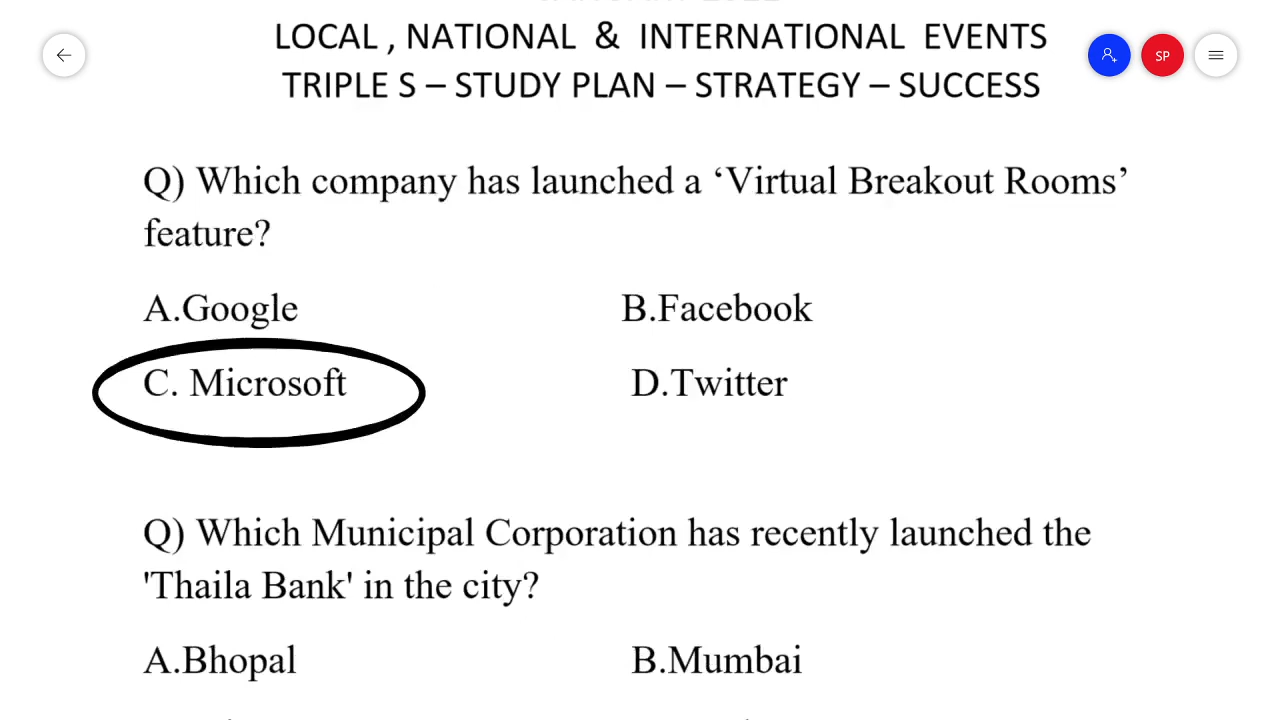 LOCAL , NATIONAL & INTERNATIONAL EVENTS
TRIPLE S – STUDY PLAN – STRATEGY – SUCCESS
SP
Q) Which company has launched a ‘Virtual Breakout Rooms’
feature?
A.Google B.Facebook
C. Microsoft D.Twitter
Q) Which Municipal Corporation has recently launched the
'Thaila Bank' in the city?
A.Bhopal B.Mumbai